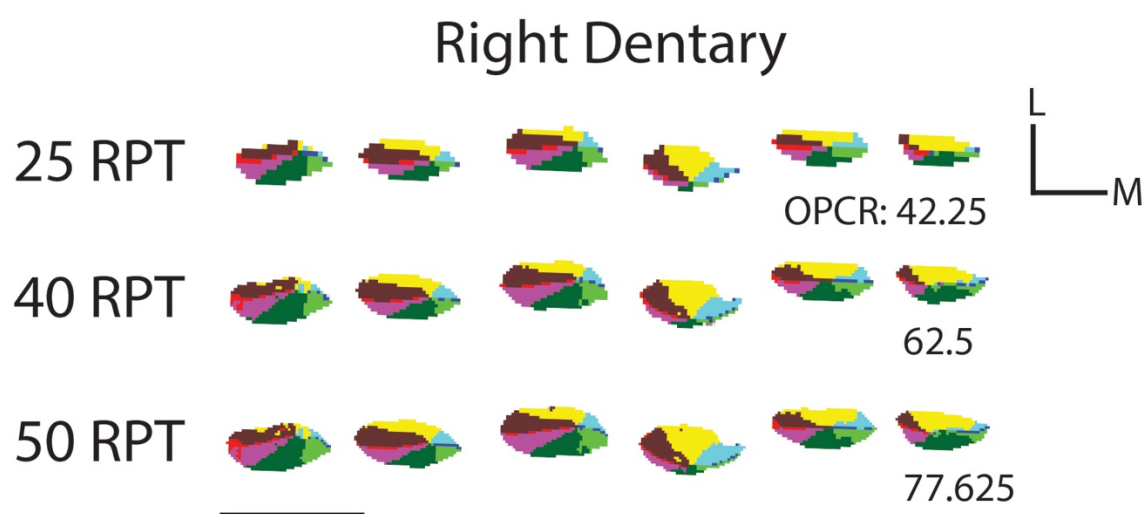 Right Dentary
L
25 RPT
M
OPCR: 42.25
40 RPT
62.5
50 RPT
77.625